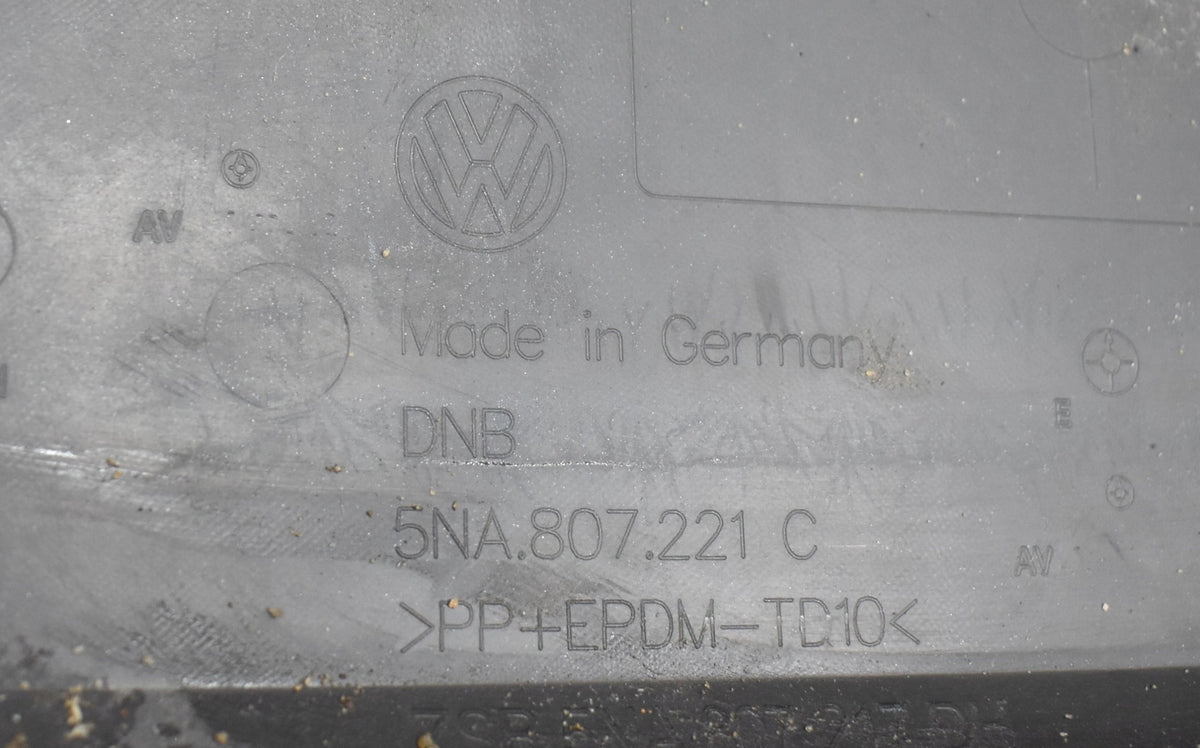 AV
Made in Germany
DNB
E
5NA.807.221 C
AV
>PP+EPDM-TD10<